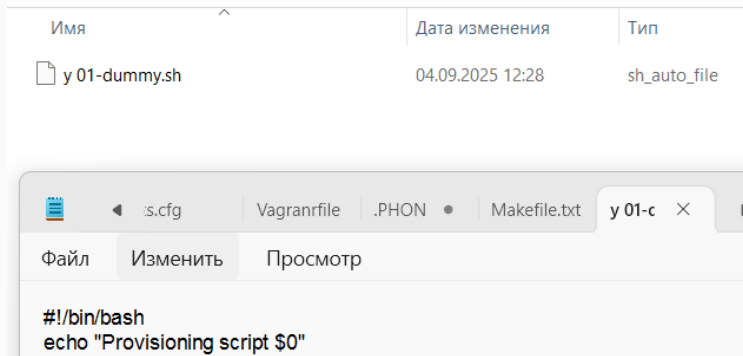 Имя Дата изменения Тип
y 01-dummy.sh 04.09.2025 12:28 sh_auto_file
:s.cfg Vagranrfile .PHON Makefile.txt y 01-c
Файл Изменить Просмотр
#!/bin/bash
echo "Provisioning script $0"